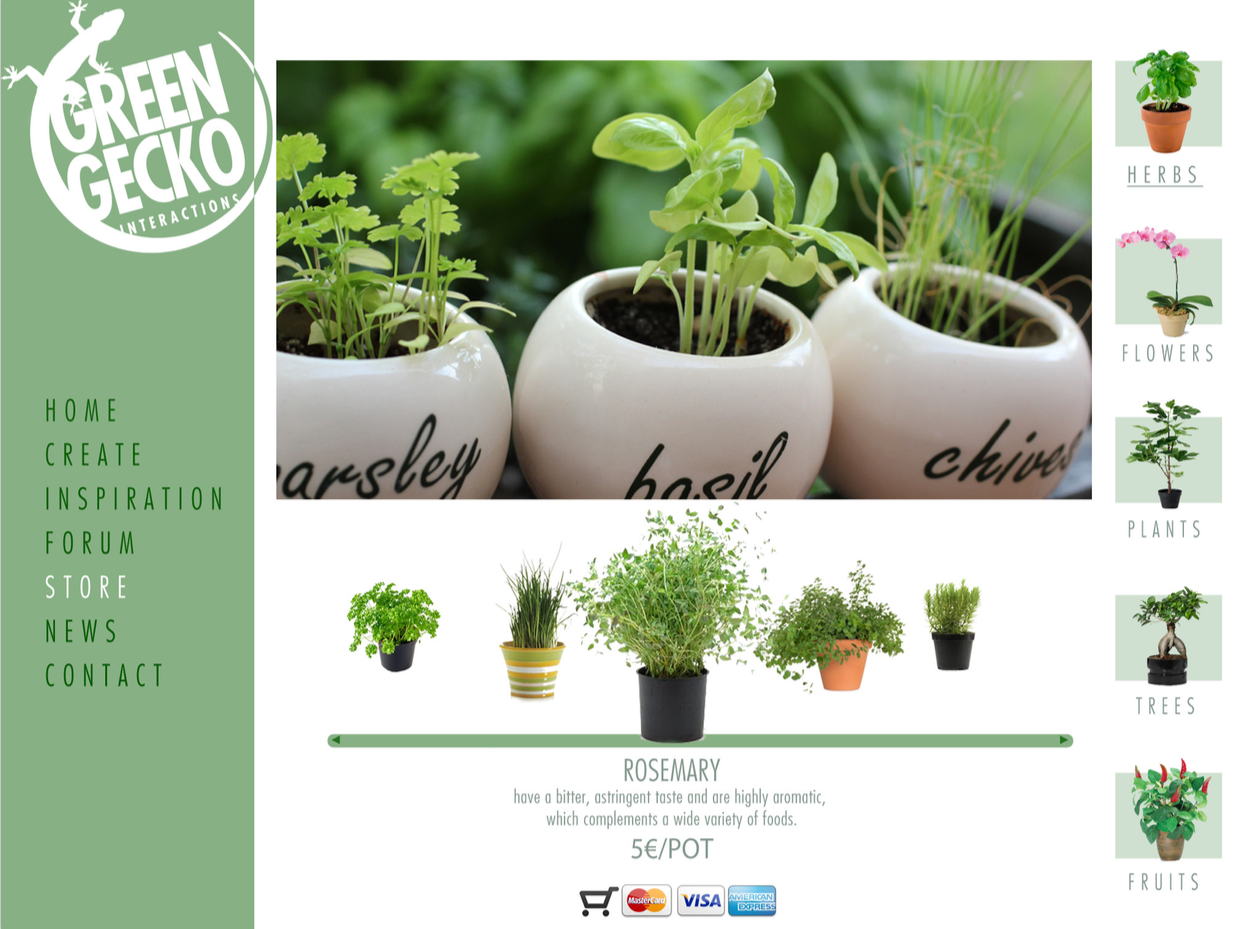 GREEN
GECKO
INTERACTIONS
HOME
CREATE
INSPIRATION
FORUM
STORE
NEWS
CONTACT
arsley
basil
chives
HERBS
FLOWERS
PLANTS
TREES
FRUITS
ROSEMARY
have a bitter, astringent taste and are highly aromatic,
which complements a wide variety of foods.
5€/POT
MasterCard
VISA
AMERICAN
EXPRESS